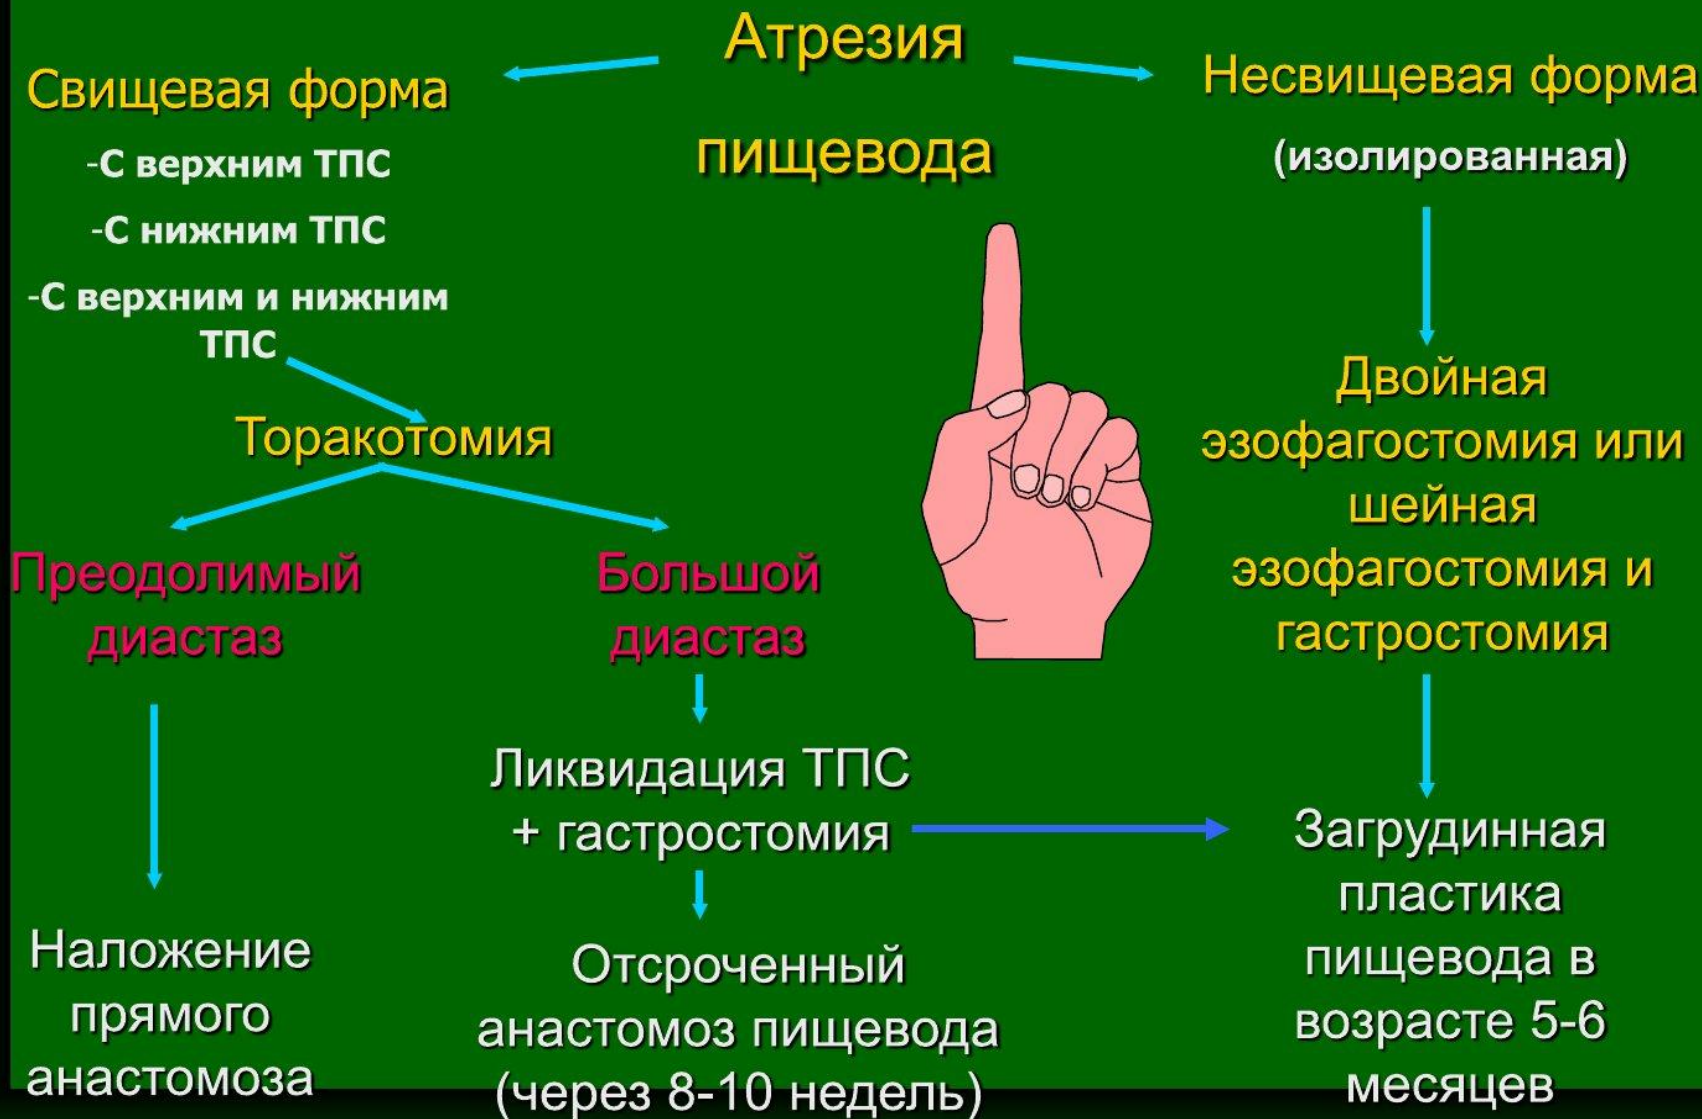 Атрезия
пищевода
Свищевая форма
-С верхним ТПС
-С нижним ТПС
-С верхним и нижним
ТПС
Торакотомия
Преодолимый
диастаз
Наложение
прямого
анастомоза
Большой
диастаз
Ликвидация ТПС
+ гастростомия
Отсроченный
анастомоз пищевода
(через 8-10 недель)
Несвищевая форма
(изолированная)
Двойная
эзофагостомия или
шейная
эзофагостомия и
гастростомия
Загрудинная
пластика
пищевода в
возрасте 5-6
месяцев